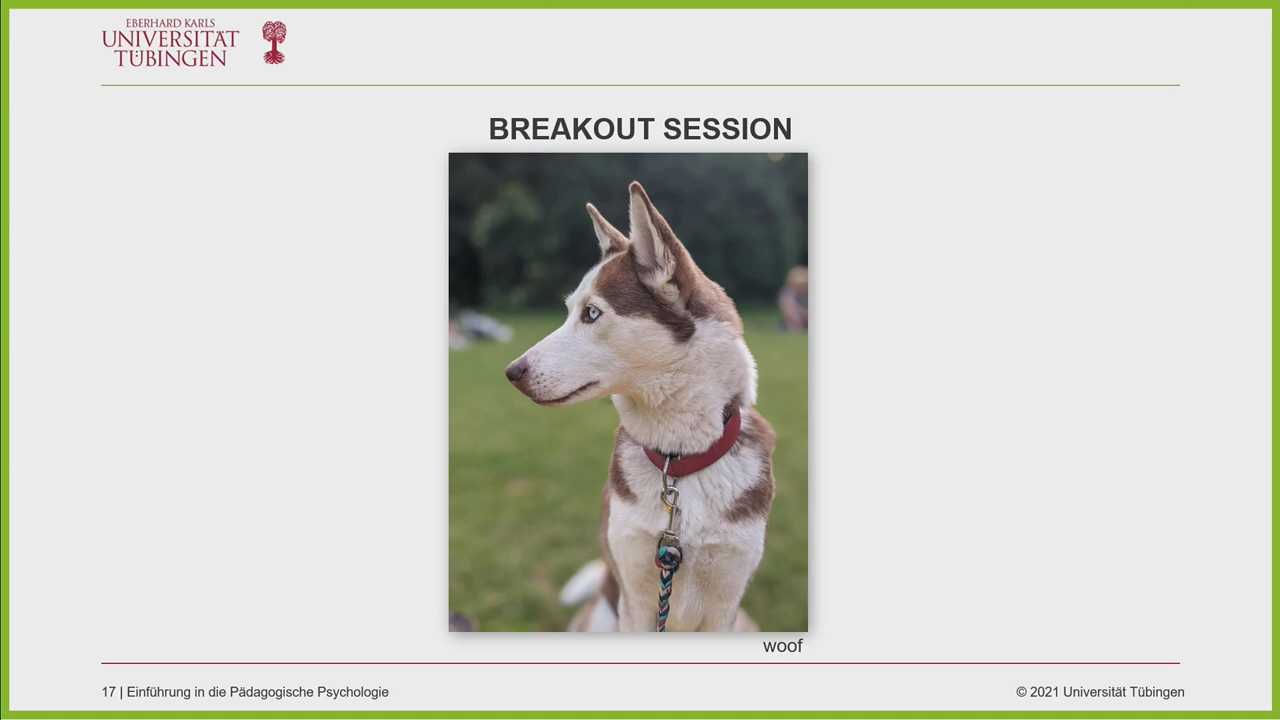 EBERHARD KARLS
UNIVERSITÄT
TÜBINGEN
BREAKOUT SESSION
woof
17 | Einführung in die Pädagogische Psychologie
© 2021 Universität Tübingen